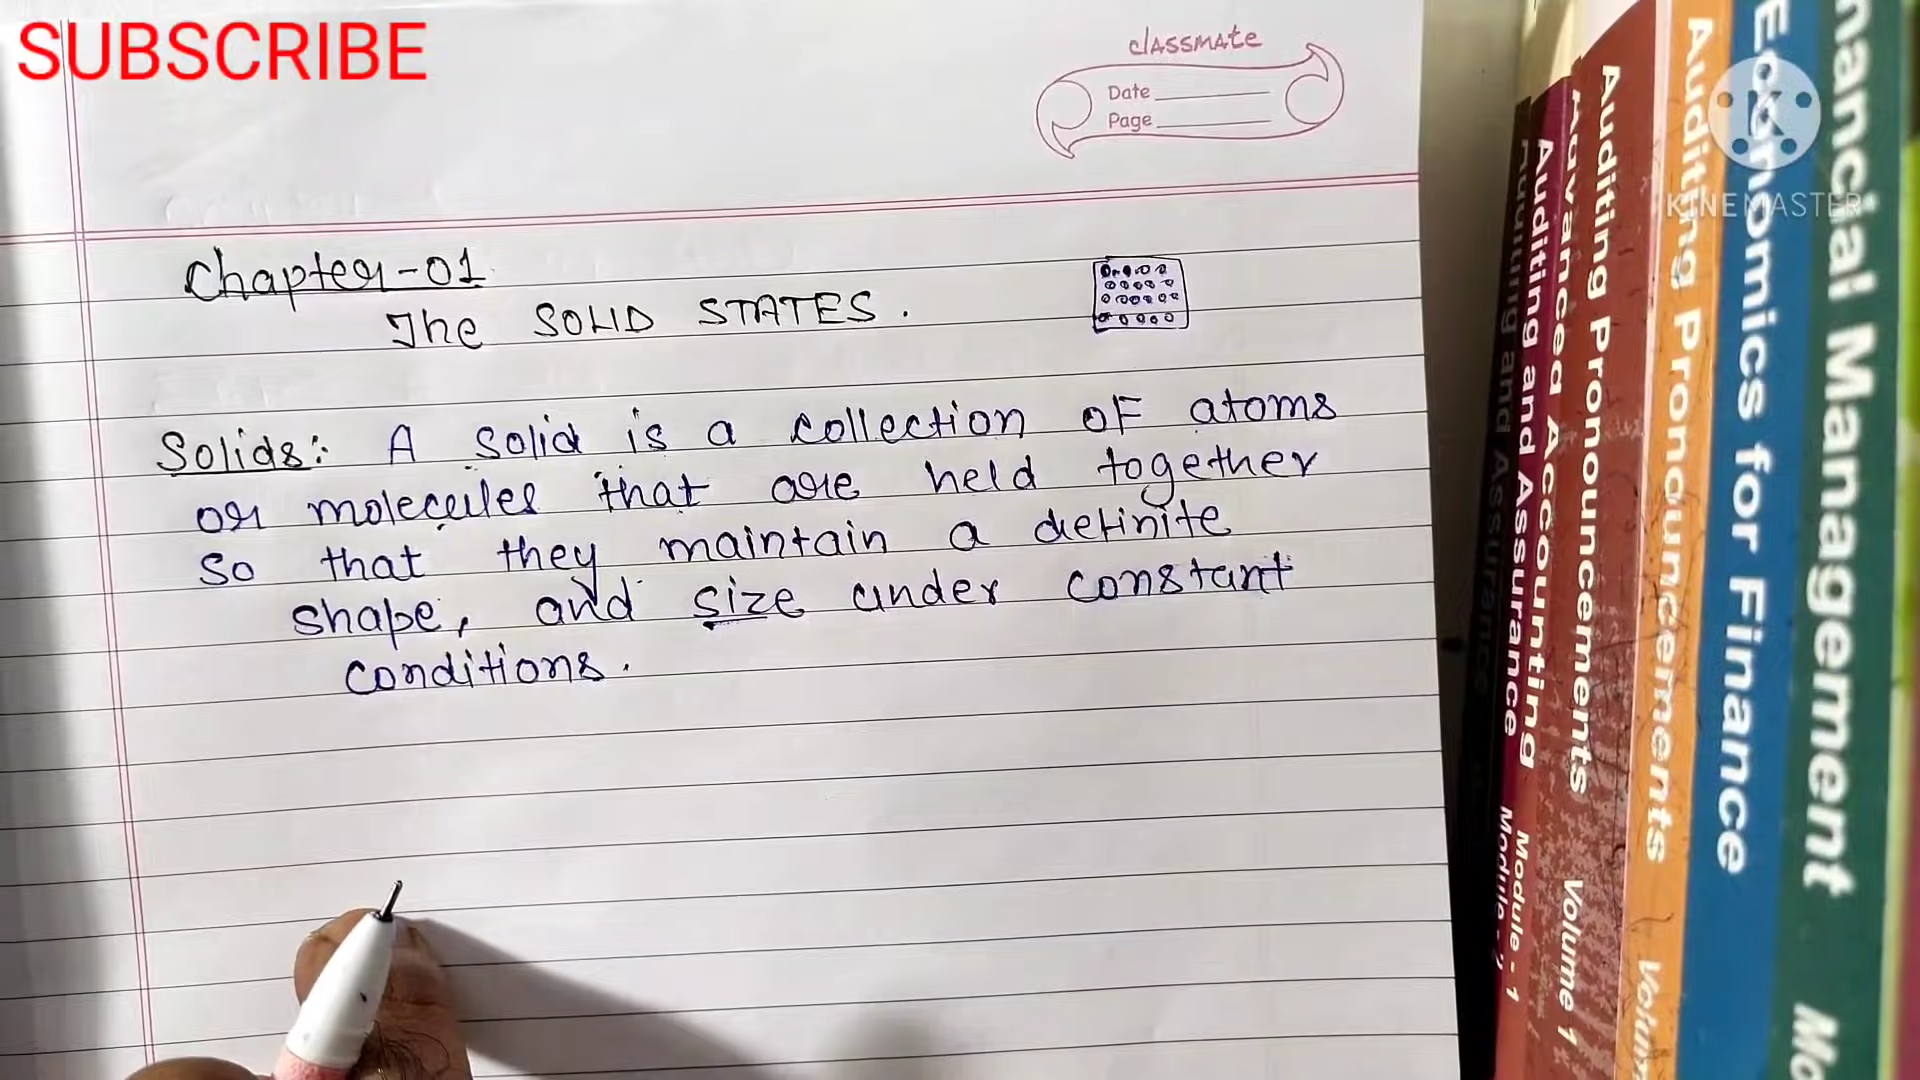 SUBSCRIBE
classmate
Date
Page
Chapter-01
The SOLID STATES.
Solids: A solid is a collection of atoms
or molecules that are held together
so that they maintain a definite
shape, and size under constant
conditions.
KINEMASTER
Auditing and Assurance Module -
Auditing and Assurance
Advanced Accounting Module - 1
Auditing Pronouncements Volume 1
Auditing Pronouncements
Economics for Finance
Management